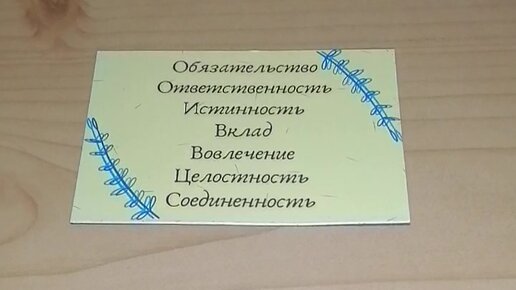 Обязательство
Ответственность
Истинность
Вклад
Вовлечение
Целостность
Соединенность